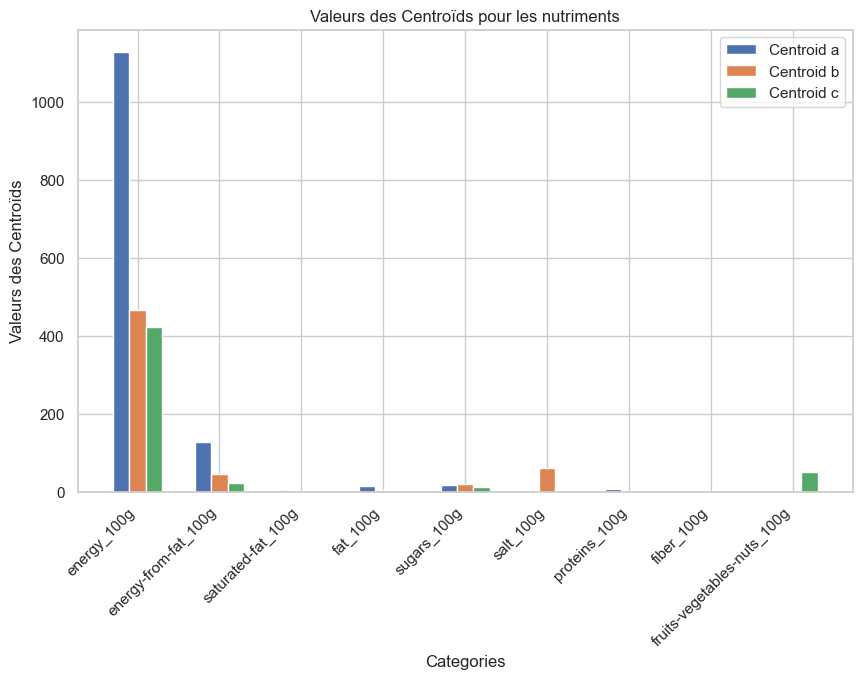 Valeurs des Centroïds pour les nutriments
Centroid a
Centroid b
Centroid c
Valeurs des Centroïds
1000
800
600
400
200
0
energy_100g
energy-from-fat_100g
saturated-fat_100g
fat_100g
sugars_100g
salt_100g
proteins_100g
fiber_100g
fruits-vegetables-nuts_100g
Categories